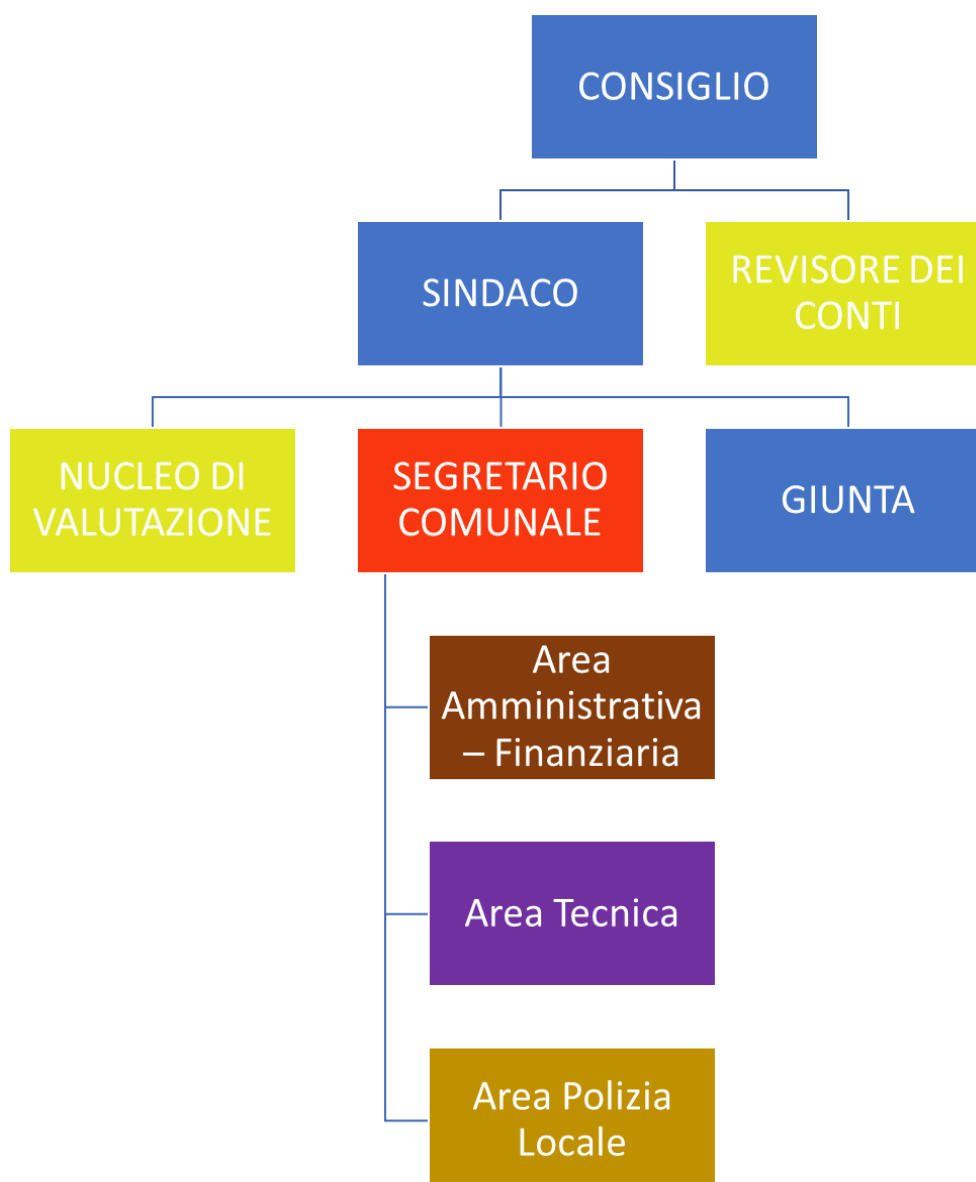 CONSIGLIO
SINDACO
REVISORE DEI
CONTI
NUCLEO DI
VALUTAZIONE
SEGRETARIO
COMUNALE
GIUNTA
Area
Amministrativa
– Finanziaria
Area Tecnica
Area Polizia
Locale